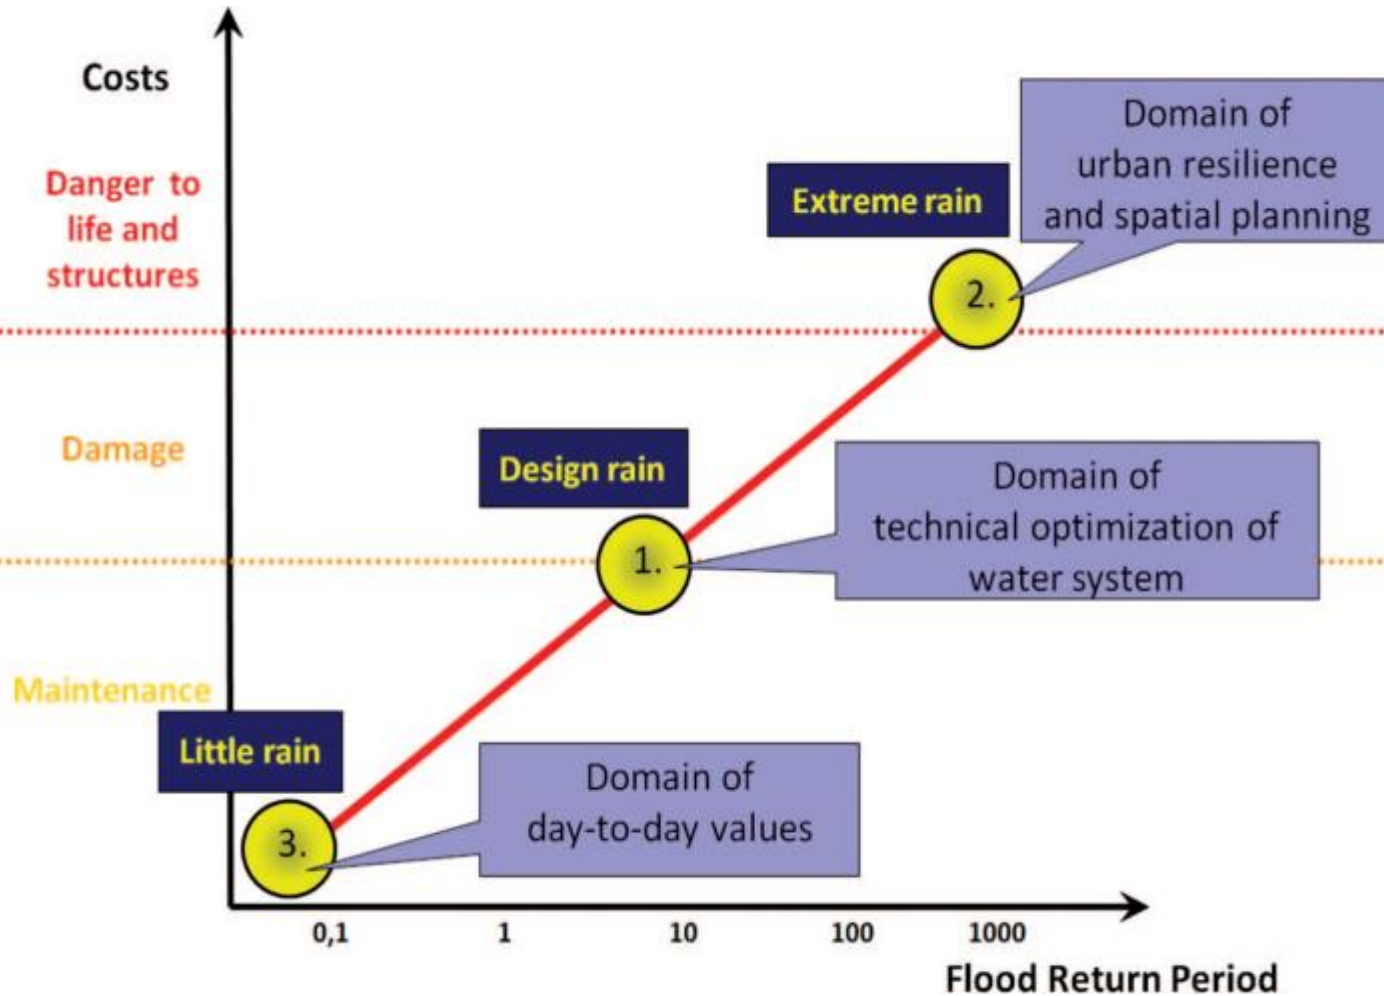 Costs
Danger to
life and
structures
Damage
Maintenance
Extreme rain
Domain of
urban resilience
and spatial planning
2.
Design rain
Domain of
technical optimization of
water system
1.
Little rain
Domain of
day-to-day values
3.
0,1 1 10 100 1000
Flood Return Period